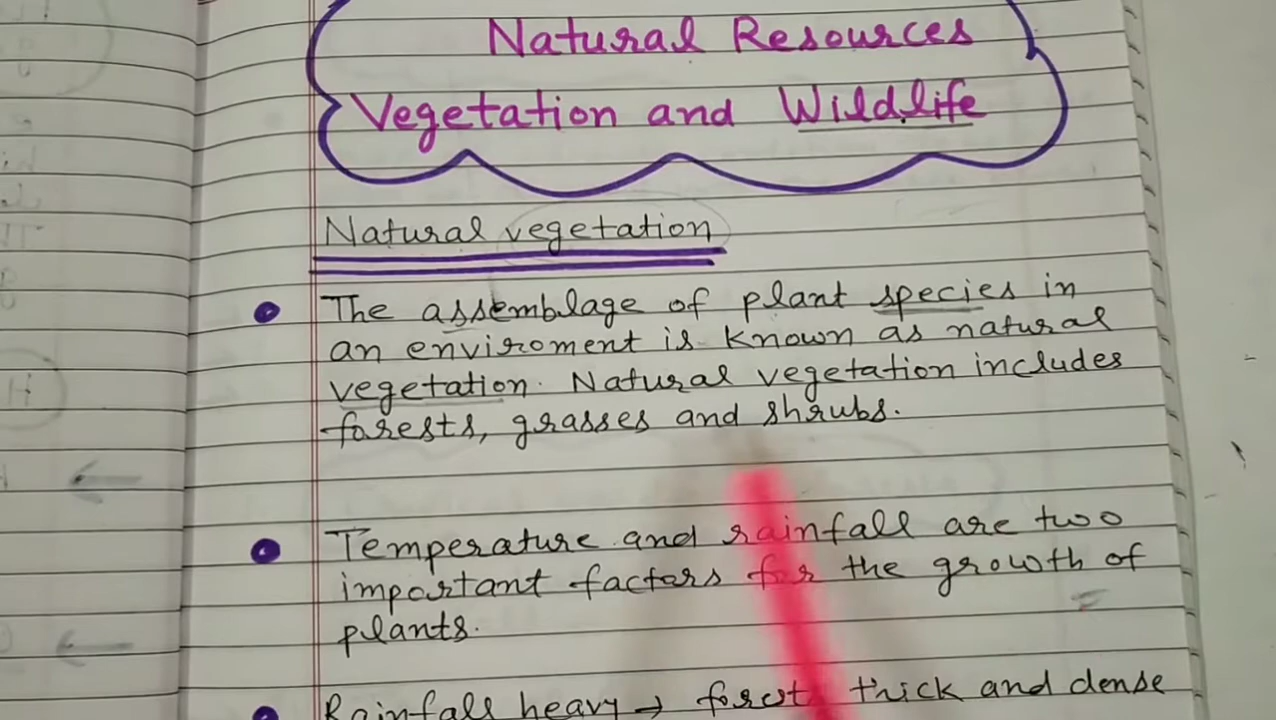 Natural Resources
Vegetation and Wildlife
Natural vegetation
The assemblage of plant species in
an enviroment is known as natural
vegetation. Natural vegetation includes
forests, grasses and shrubs.
Temperature and rainfall are two
important factors for the growth of
plants.
Rainfall heavy → forest thick and dense